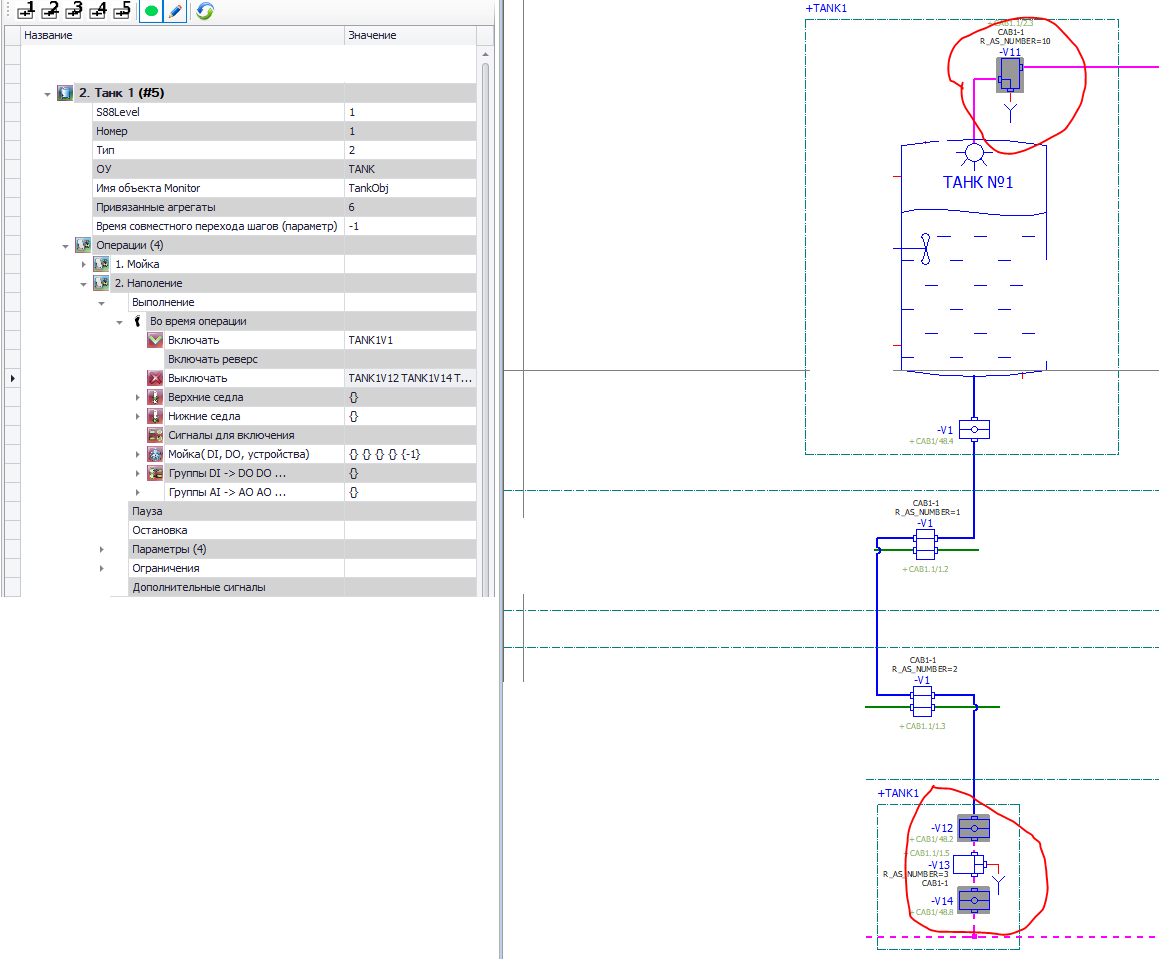 1 2 3 4 5
Название Значение
2. Танк 1 (#5)
S88Level 1
Номер 1
Тип 2
ОУ TANK
Имя объекта Monitor TankObj
Привязанные агрегаты 6
Время совместного перехода шагов (параметр) -1
Операции (4)
1. Мойка
2. Наполение
Выполнение
Во время операции
Включать TANK1V1
Включать реверс
Выключать TANK1V12 TANK1V14 T...
Верхние седла {}
Нижние седла {}
Сигналы для включения
Мойка( DI, DO, устройства) {} {} {} {} {-1}
Группы DI -> DO DO ... {}
Группы AI -> AO AO ... {}
Пауза
Остановка
Параметры (4)
Ограничения
Дополнительные сигналы
+TANK1
+CAB1.1/2.3
CAB1-1
R_AS_NUMBER=10
-V11
ТАНК №1
-V1
+CAB1/48.4
CAB1-1
R_AS_NUMBER=1
-V1
+CAB1.1/1.2
CAB1-1
R_AS_NUMBER=2
-V1
+CAB1.1/1.3
+TANK1
-V12
+CAB1/48.2
+CAB1.1/1.5
-V13
R_AS_NUMBER=3
CAB1-1
-V14
+CAB1/48.8